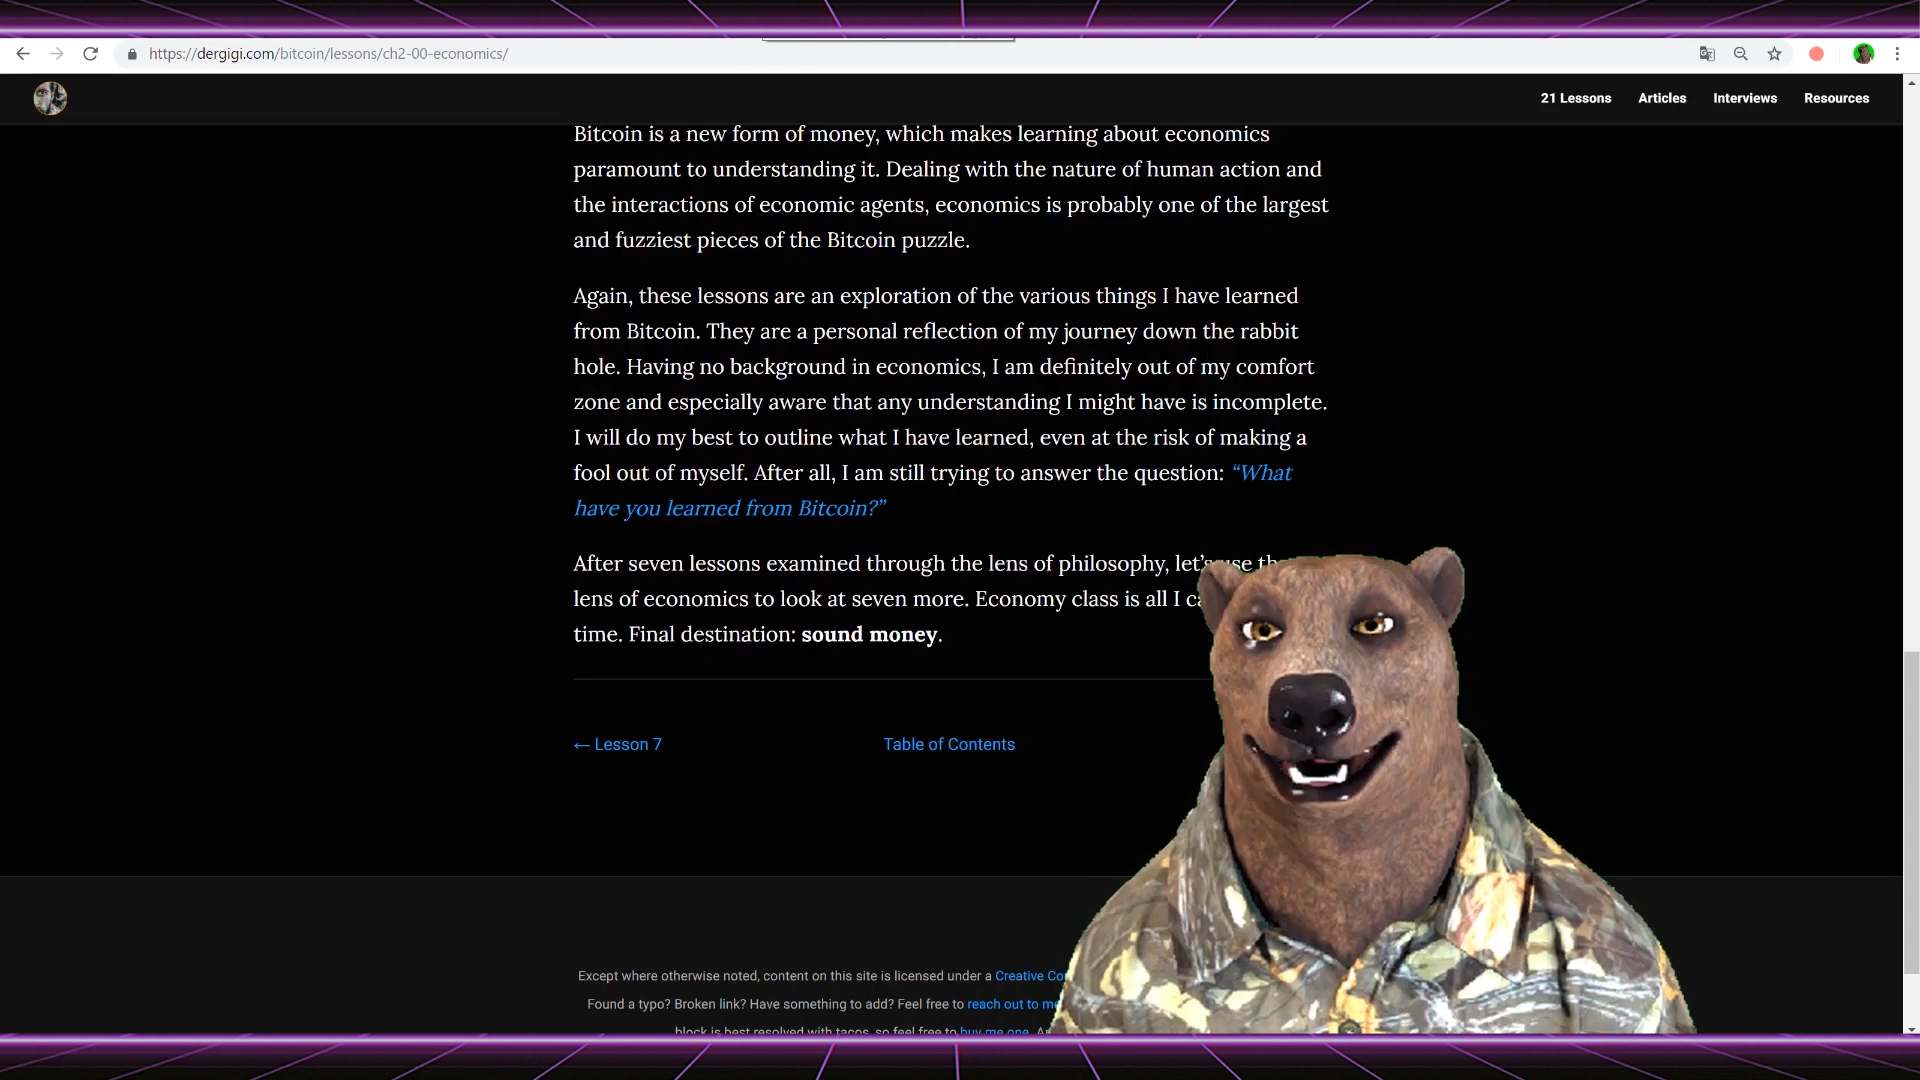 https://dergigi.com/bitcoin/lessons/ch2-00-economics/
21 Lessons Articles Interviews Resources
Bitcoin is a new form of money, which makes learning about economics
paramount to understanding it. Dealing with the nature of human action and
the interactions of economic agents, economics is probably one of the largest
and fuzziest pieces of the Bitcoin puzzle.
Again, these lessons are an exploration of the various things I have learned
from Bitcoin. They are a personal reflection of my journey down the rabbit
hole. Having no background in economics, I am definitely out of my comfort
zone and especially aware that any understanding I might have is incomplete.
I will do my best to outline what I have learned, even at the risk of making a
fool out of myself. After all, I am still trying to answer the question: “What
have you learned from Bitcoin?”
After seven lessons examined through the lens of philosophy, let’s use
lens of economics to look at seven more. Economy class is all I
time. Final destination: sound money.
← Lesson 7
Table of Contents
Except where otherwise noted, content on this site is licensed under a Creative
Found a typo? Broken link? Have something to add? Feel free to reach out to me
block is best resolved with tacos, so feel free to buy me one.